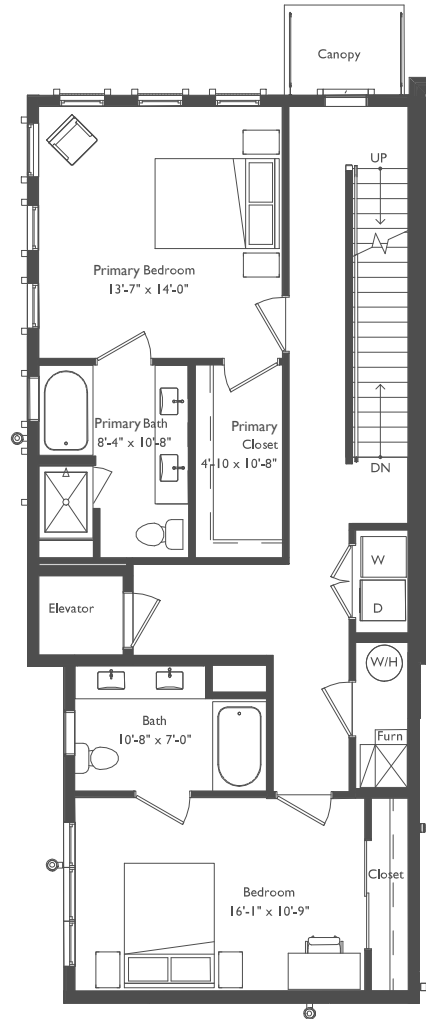 Canopy
UP
Primary Bedroom
13'-7" x 14'-0"
Primary Bath
8'-4" x 10'-8"
Primary
Closet
4'-10 x 10'-8"
DN
W
D
Elevator
W/H
Furn
Bath
10'-8" x 7'-0"
Closet
Bedroom
16'-1" x 10'-9"